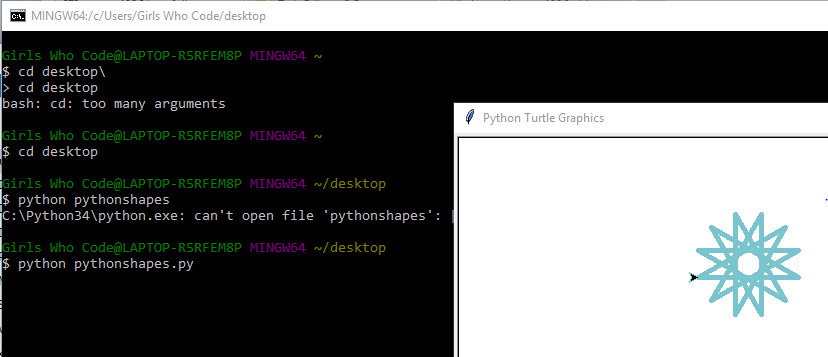 MINGW64:/c/Users/Girls Who Code/desktop
Girls Who Code@LAPTOP-R5RFEM8P MINGW64 ~
$ cd desktop\
> cd desktop
bash: cd: too many arguments
Girls Who Code@LAPTOP-R5RFEM8P MINGW64 ~
$ cd desktop
Girls Who Code@LAPTOP-R5RFEM8P MINGW64 ~/desktop
$ python pythonshapes
C:\Python34\python.exe: can't open file 'pythonshapes':
Girls Who Code@LAPTOP-R5RFEM8P MINGW64 ~/desktop
$ python pythonshapes.py
Python Turtle Graphics